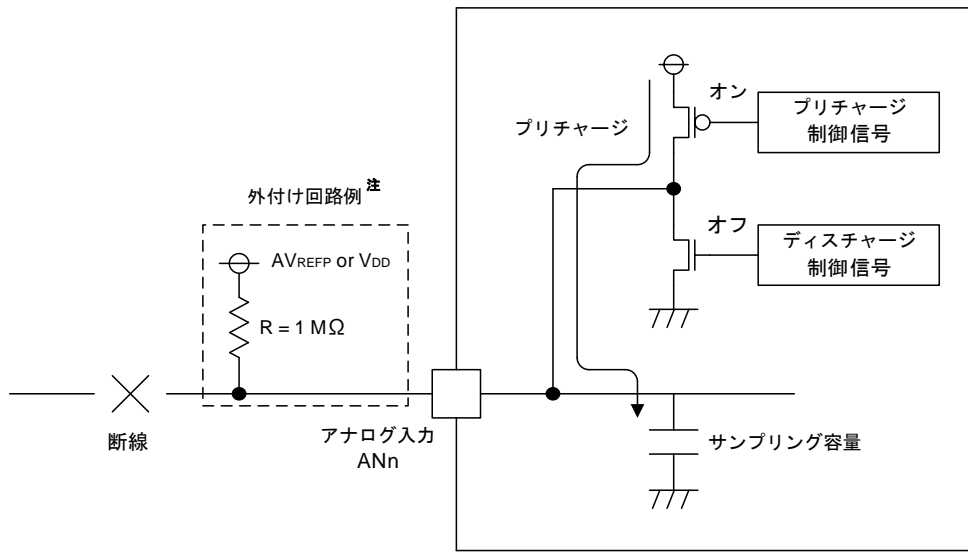 オン
プリチャージ
制御信号
プリチャージ
外付け回路例注
AVREFP or VDD
R = 1 MΩ
オフ
ディスチャージ
制御信号
断線
アナログ入力
ANn
サンプリング容量